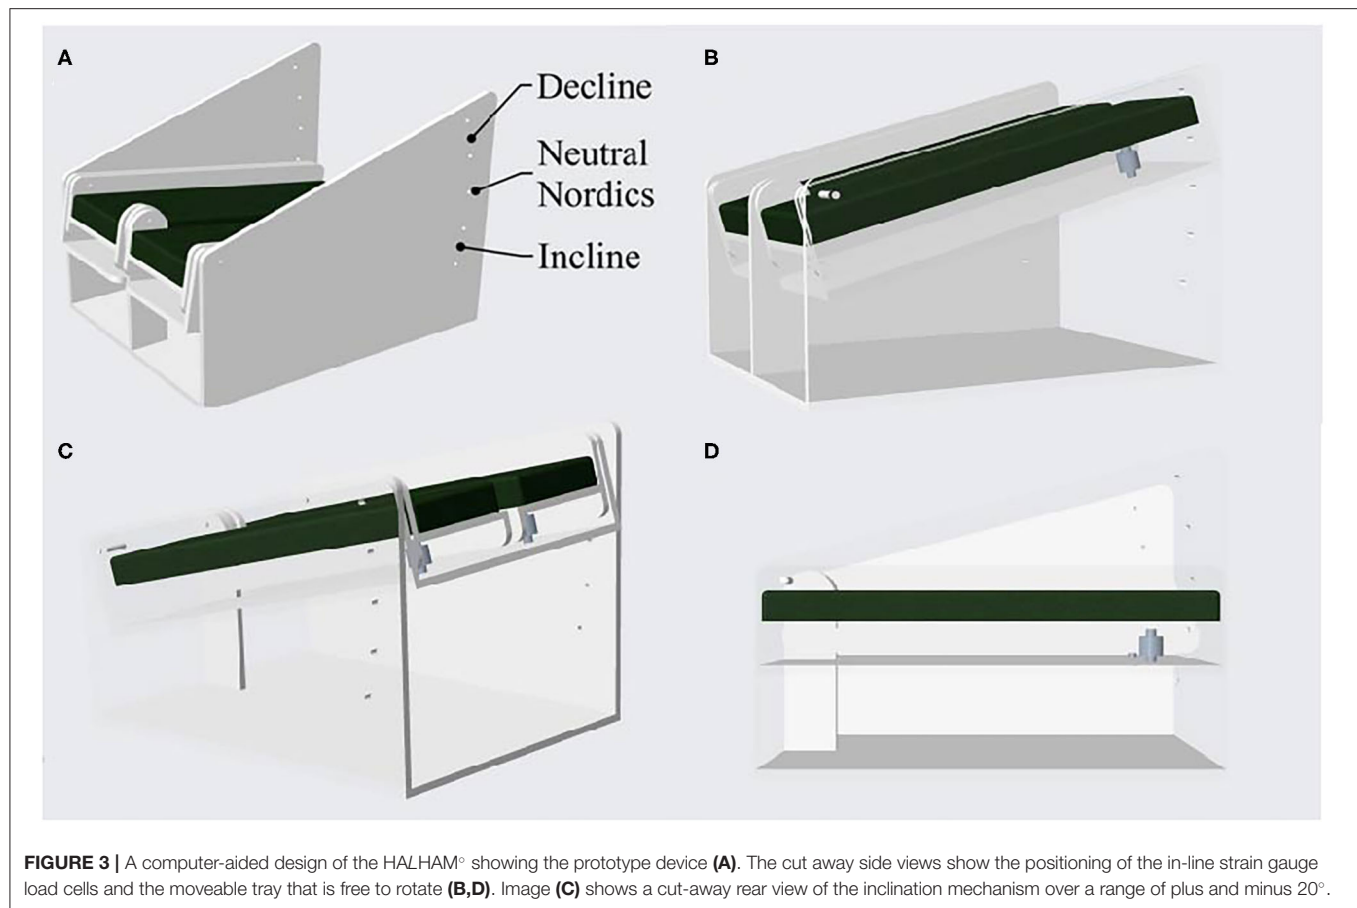 A
Decline
Neutral
Nordics
Incline
B
C
D
FIGURE 3 | A computer-aided design of the HALHAM° showing the prototype device (A). The cut away side views show the positioning of the in-line strain gauge
load cells and the moveable tray that is free to rotate (B,D). Image (C) shows a cut-away rear view of the inclination mechanism over a range of plus and minus 20°.